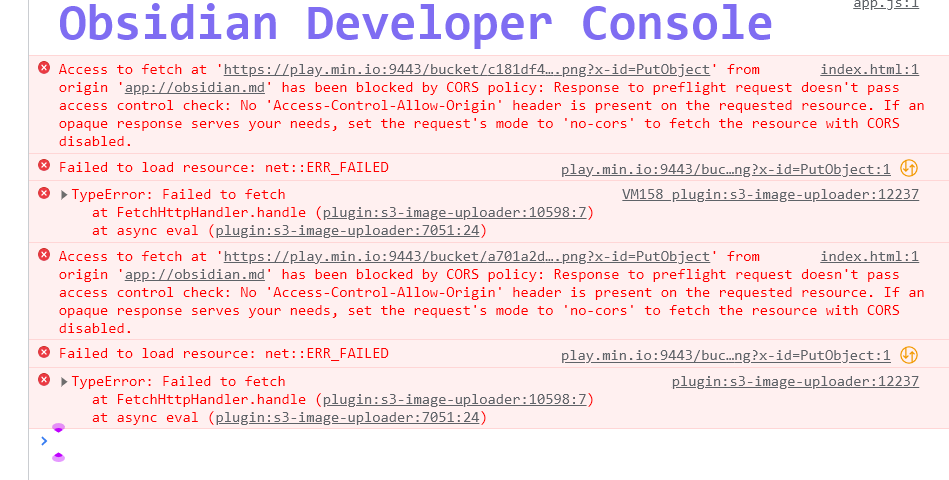 app.js:1
Obsidian Developer Console
Access to fetch at 'https://play.min.io:9443/bucket/c181df4….png?x-id=PutObject' from index.html:1
origin 'app://obsidian.md' has been blocked by CORS policy: Response to preflight request doesn't pass
access control check: No 'Access-Control-Allow-Origin' header is present on the requested resource. If an
opaque response serves your needs, set the request's mode to 'no-cors' to fetch the resource with CORS
disabled.
Failed to load resource: net::ERR_FAILED play.min.io:9443/buc…ng?x-id=PutObject:1
TypeError: Failed to fetch VM158 plugin:s3-image-uploader:12237
at FetchHttpHandler.handle (plugin:s3-image-uploader:10598:7)
at async eval (plugin:s3-image-uploader:7051:24)
Access to fetch at 'https://play.min.io:9443/bucket/a701a2d….png?x-id=PutObject' from index.html:1
origin 'app://obsidian.md' has been blocked by CORS policy: Response to preflight request doesn't pass
access control check: No 'Access-Control-Allow-Origin' header is present on the requested resource. If an
opaque response serves your needs, set the request's mode to 'no-cors' to fetch the resource with CORS
disabled.
Failed to load resource: net::ERR_FAILED play.min.io:9443/buc…ng?x-id=PutObject:1
TypeError: Failed to fetch plugin:s3-image-uploader:12237
at FetchHttpHandler.handle (plugin:s3-image-uploader:10598:7)
at async eval (plugin:s3-image-uploader:7051:24)